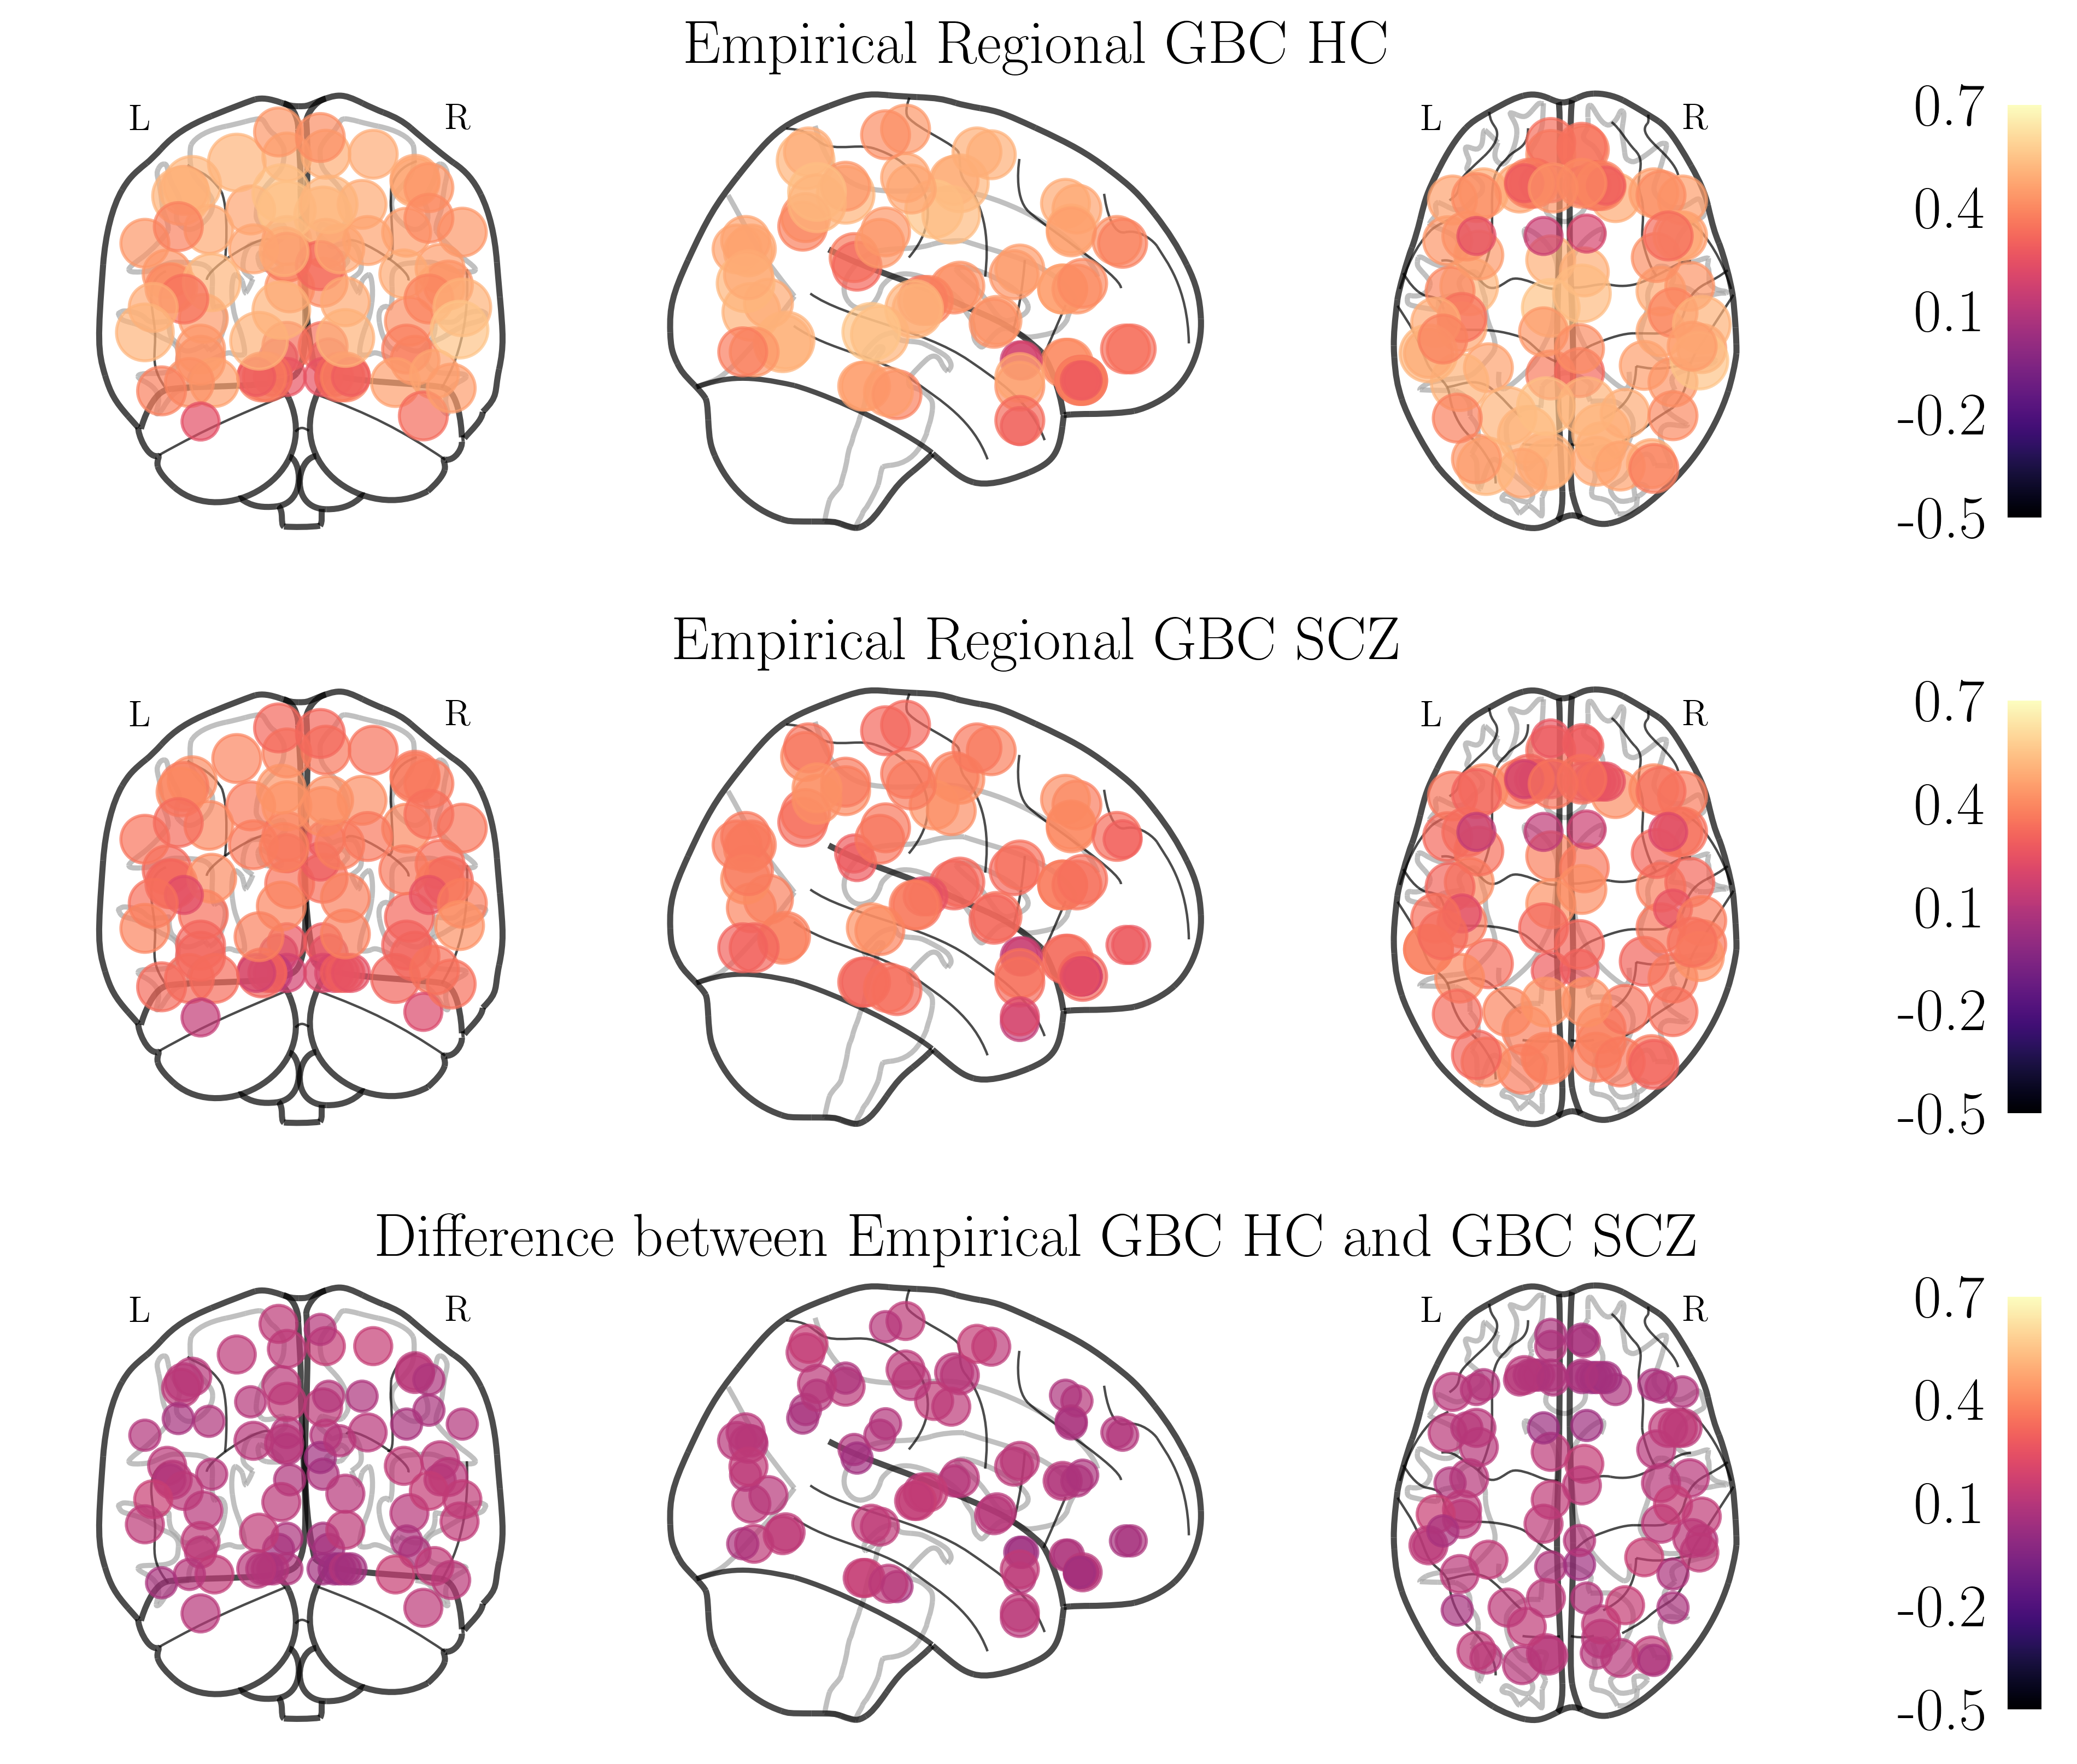 Empirical Regional GBC HC
L
R
L
R
0.7
0.4
0.1
-0.2
-0.5
Empirical Regional GBC SCZ
L
R
L
R
0.7
0.4
0.1
-0.2
-0.5
Difference between Empirical GBC HC and GBC SCZ
L
R
L
R
0.7
0.4
0.1
-0.2
-0.5